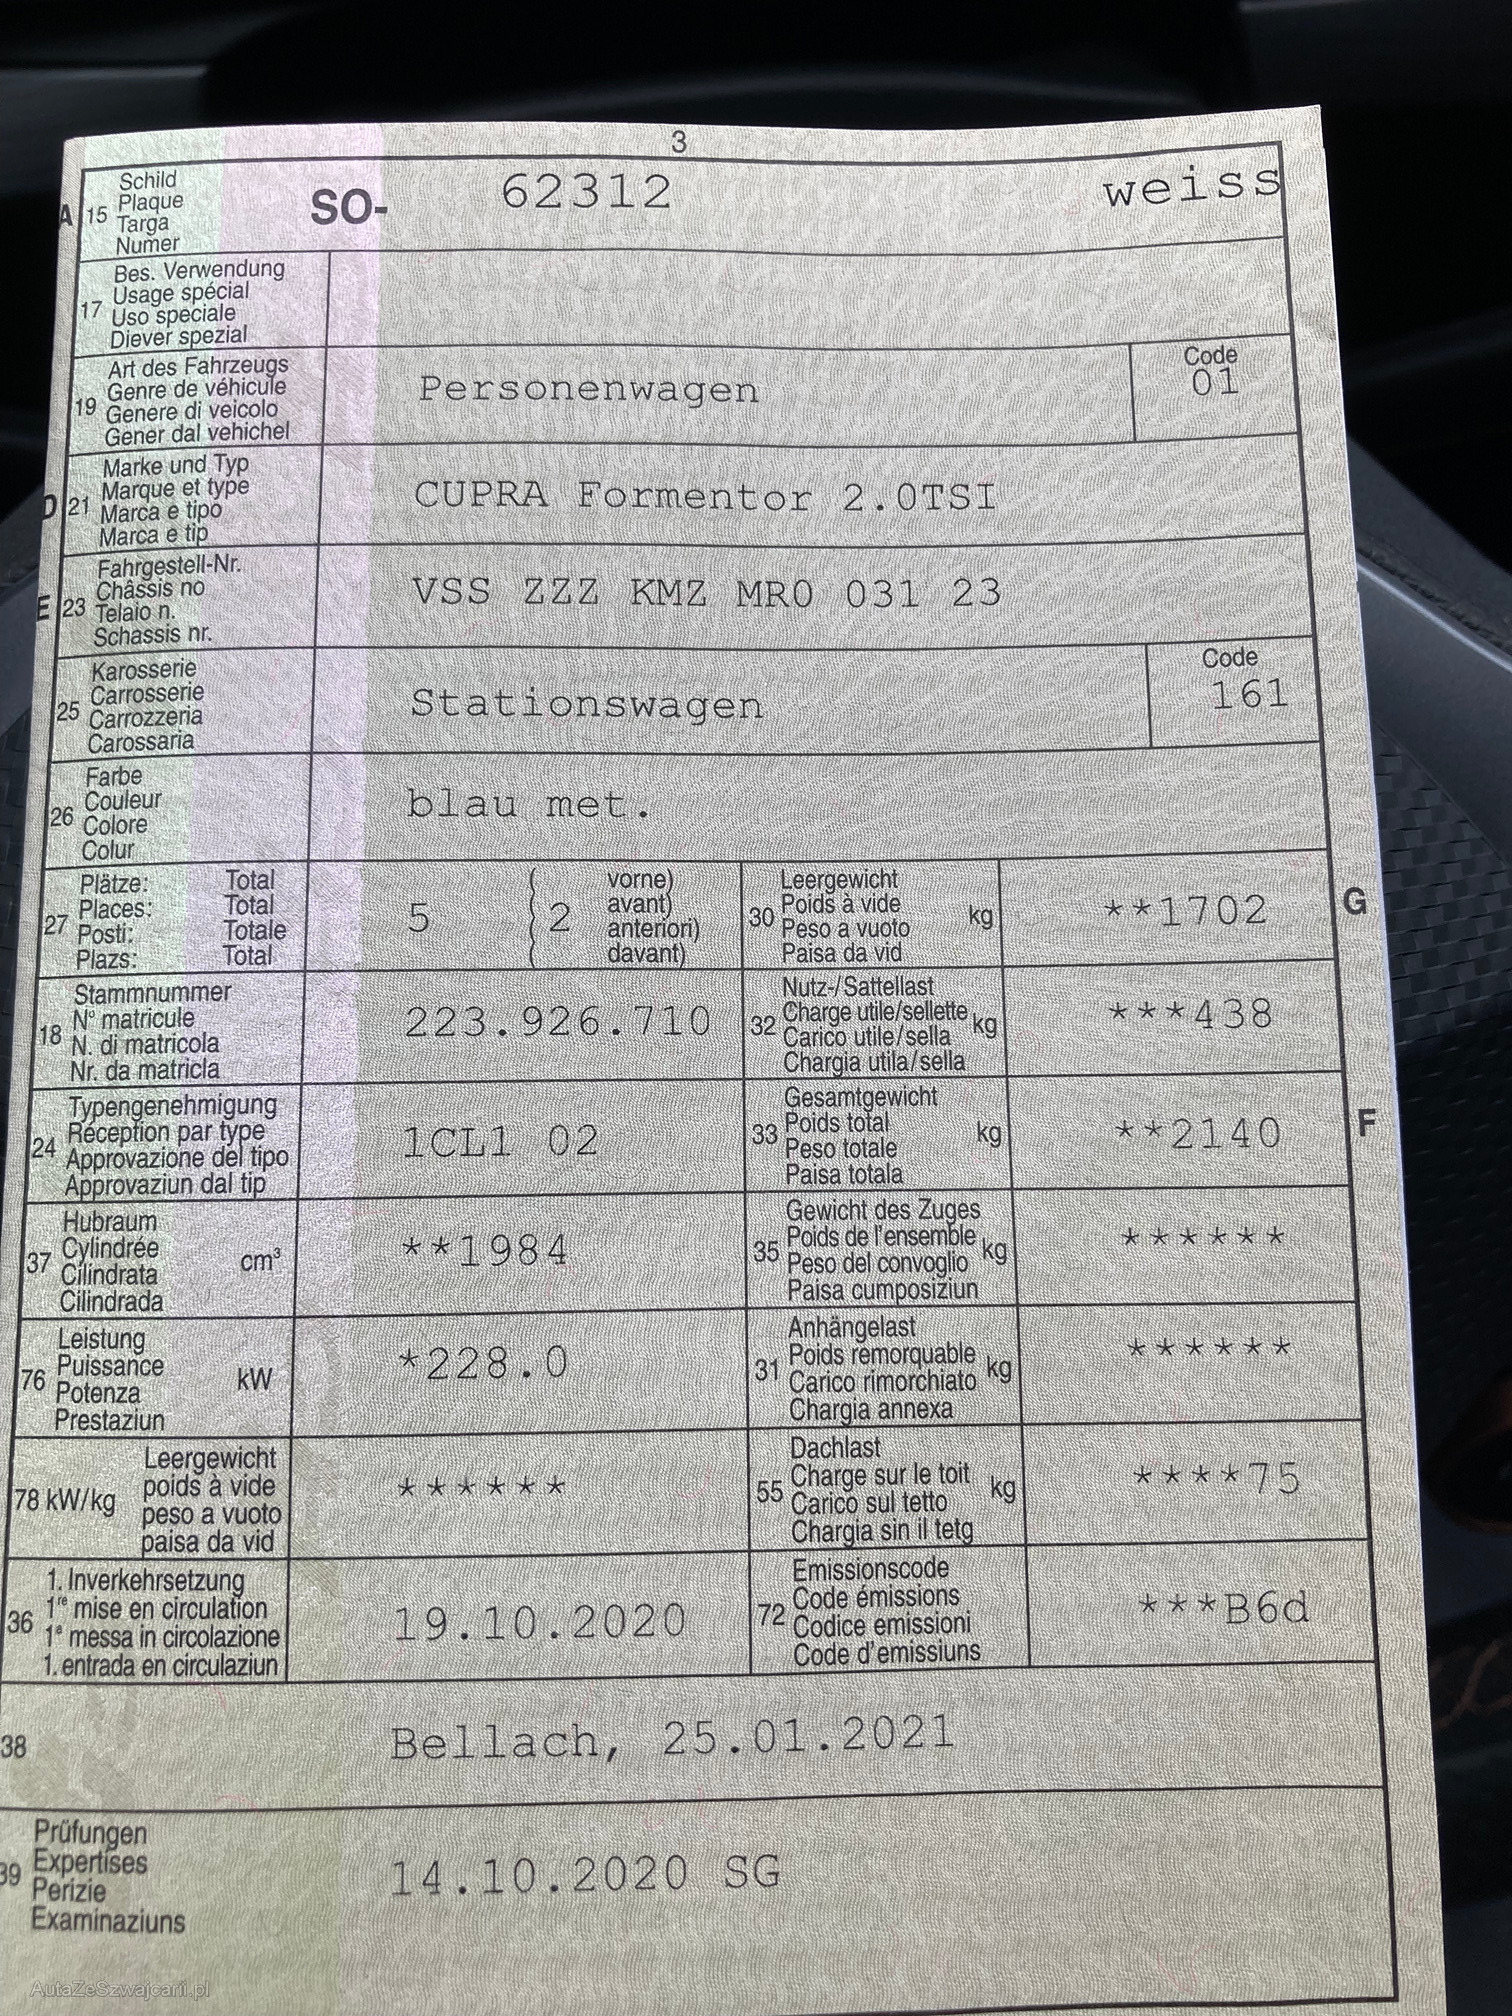 3
A 15 Schild
Plaque
Targa
Numer
SO- 62312 weiss
17 Bes. Verwendung
Usage spécial
Uso speciale
Diever spezial
19 Art des Fahrzeugs
Genre de véhicule
Genere di veicolo
Gener dal vehichel
Personenwagen
Code
01
D 21 Marke und Typ
Marque et type
Marca e tipo
Marca e tip
CUPRA Formentor 2.0TSI
E 23 Fahrgestell-Nr.
Châssis no
Telaio n.
Schassis nr.
VSS ZZZ KMZ MR0 031 23
25 Karosserie
Carrosserie
Carrozzeria
Carossaria
Stationswagen
Code
161
26 Farbe
Couleur
Colore
Colur
blau met.
27 Plätze: Total
Places: Total
Posti: Totale
Plazs: Total
5 ( 2 vorne)
avant)
anteriori)
davant)
30 Leergewicht
Poids à vide
Peso a vuoto
Paisa da vid
kg **1702 G
18 Stammnummer
N° matricule
N. di matricola
Nr. da matricla
223.926.710
32 Nutz-/Sattellast
Charge utile/sellette
Carico utile/sella
Chargia utila/sella
kg ***438
24 Typengenehmigung
Réception par type
Approvazione del tipo
Approvaziun dal tip
1CL1 02
33 Gesamtgewicht
Poids total
Peso totale
Paisa totala
kg **2140 F
37 Hubraum
Cylindrée
Cilindrata
Cilindrada
cm³ **1984
35 Gewicht des Zuges
Poids de l'ensemble
Peso del convoglio
Paisa cumposiziun
kg ******
76 Leistung
Puissance
Potenza
Prestaziun
kW *228.0
31 Anhängelast
Poids remorquable
Carico rimorchiato
Chargia annexa
kg ******
78 kW/kg Leergewicht
poids à vide
peso a vuoto
paisa da vid
******
55 Dachlast
Charge sur le toit
Carico sul tetto
Chargia sin il tetg
kg ****75
36 1. Inverkehrsetzung
1re mise en circulation
1a messa in circolazione
1. entrada en circulaziun
19.10.2020
72 Emissionscode
Code émissions
Codice emissioni
Code d'emissiuns
***B6d
38 Bellach, 25.01.2021
39 Prüfungen
Expertises
Perizie
Examinaziuns
14.10.2020 SG
AutaZeSzwajcarii.pl